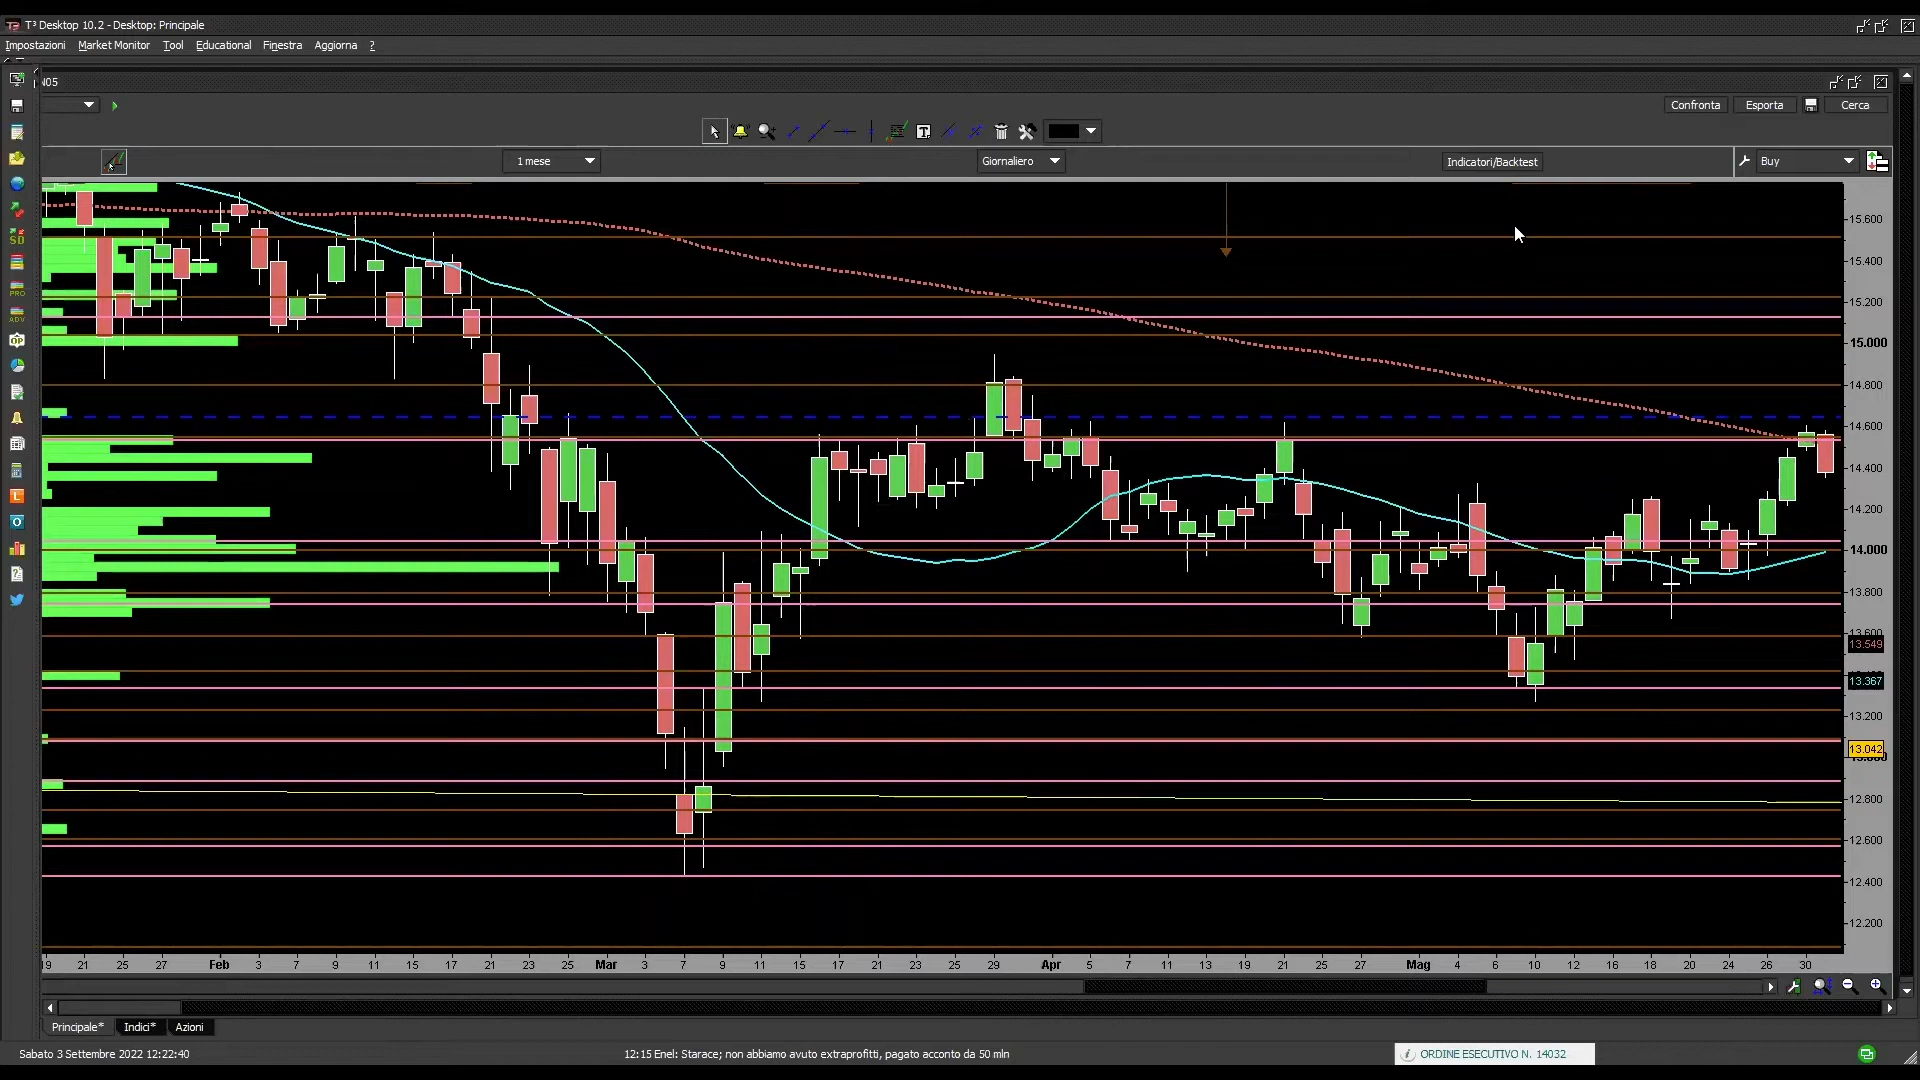 T³ Desktop 10.2 - Desktop: Principale
Impostazioni Market Monitor Tool Educational Finestra Aggiorna ?
Confronta Esporta Cerca
1 mese Giornaliero Indicatori/Backtest Buy
SD
PRO
ADV
OP
15.600
15.400
15.200
15.000
14.800
14.600
14.400
14.200
14.000
13.800
13.600
13.549
13.367
13.200
13.042
12.800
12.600
12.400
12.200
19 21 25 27 Feb 3 7 9 11 15 17 21 23 25 Mar 3 7 9 11 15 17 21 23 25 29 Apr 5 7 11 13 19 21 25 27 Mag 4 6 10 12 16 18 20 24 26 30
Principale* Indici* Azioni
Sabato 3 Settembre 2022 12:22:40 12:15 Enel: Starace; non abbiamo avuto extraprofitti, pagato acconto da 50 mln ORDINE ESECUTIVO N. 14032